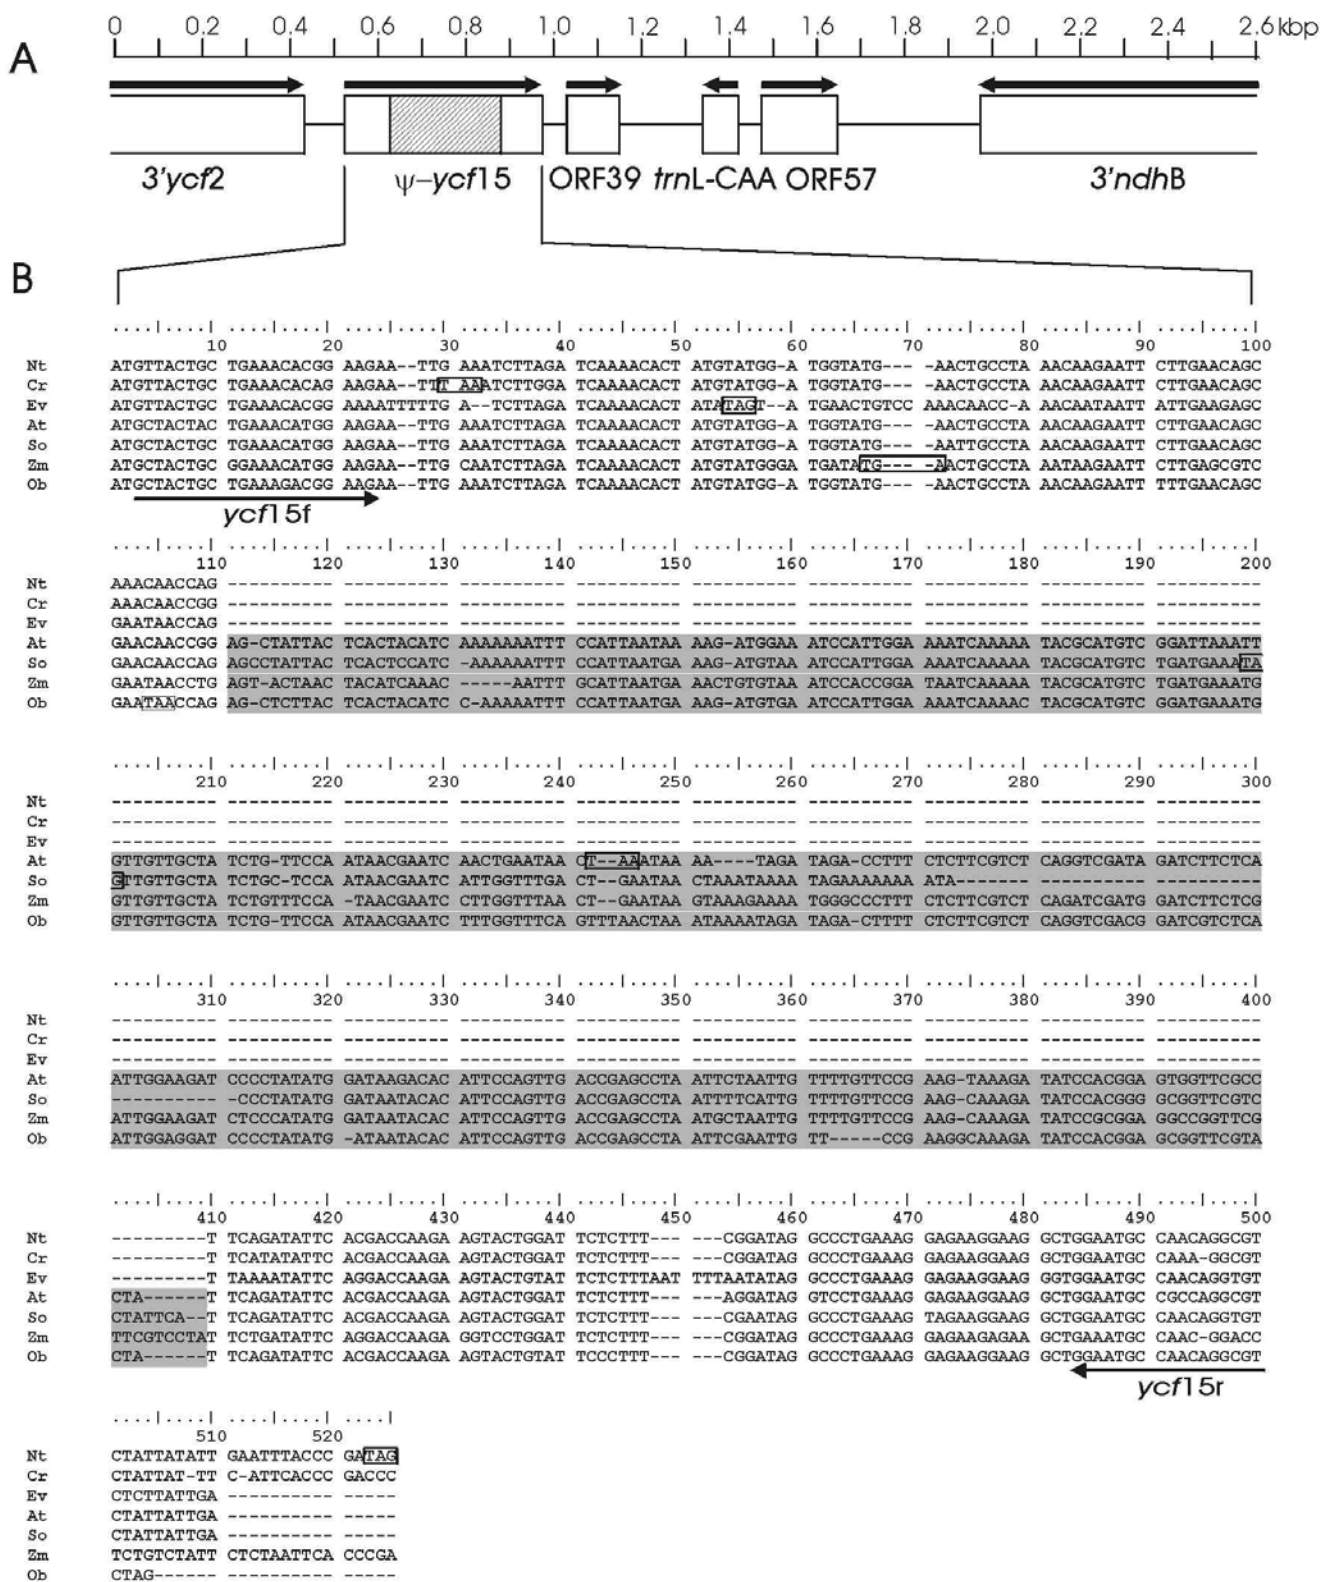 0 0.2 0.4 0.6 0.8 1.0 1.2 1.4 1.6 1.8 2.0 2.2 2.4 2.6 kbp
A
3'ycf2 ψ–ycf15 ORF39 trnL-CAA ORF57 3'ndhB
B
10 20 30 40 50 60 70 80 90 100
Nt ATGTTACTGC TGAAACACGG AAGAA--TTG AAATCTTAGA TCAAAACACT ATGTATGG-A TGGTATG--- -AACTGCCTA AACAAGAATT CTTGAACAGC
Cr ATGTTACTGC TGAAACACAG AAGAA--TTT AAATCTTGGA TCAAAACACT ATGTATGG-A TGGTATG--- -AACTGCCTA AACAAGAATT CTTGAACAGC
Ev ATGTTACTGC TGAAACACGG AAAATTTTTG A--TCTTAGA TCAAAACACT ATATAGT--A TGAACTGTCC AAACAACC-A AACAATAATT ATTGAAGAGC
At ATGCTACTAC TGAAACATGG AAGAA--TTG AAATCTTAGA TCAAAACACT ATGTATGG-A TGGTATG--- -AACTGCCTA AACAAGAATT CTTGAACAGC
So ATGCTACTGC TGAAACATGG AAGAA--TTG AAATCTTAGA TCAAAACACT ATGTATGG-A TGGTATG--- -AATTGCCTA AACAAGAATT CTTGAACAGC
Zm ATGCTACTGC GGAAACATGG AAGAA--TTG CAATCTTAGA TCAAAACACT ATGTATGGGA TGATATG--- -AACTGCCTA AATAAGAATT CTTGAGCGTC
Ob ATGCTACTGC TGAAAGACGG AAGAA--TTG AAATCTTAGA TCAAAACACT ATGTATGG-A TGGTATG--- -AACTGCCTA AACAAGAATT TTTGAACAGC
ycf15f
110 120 130 140 150 160 170 180 190 200
Nt AAACAACCAG ---------- ---------- ---------- ---------- ---------- ---------- ---------- ---------- ----------
Cr AAACAACCGG ---------- ---------- ---------- ---------- ---------- ---------- ---------- ---------- ----------
Ev GAATAACCAG ---------- ---------- ---------- ---------- ---------- ---------- ---------- ---------- ----------
At GAACAACCGG AG-CTATTAC TCACTACATC AAAAAAATTT CCATTAATAA AAG-ATGGAA ATCCATTGGA AAATCAAAAA TACGCATGTC GGATTAAATT
So GAACAACCAG AGCCTATTAC TCACTCCATC -AAAAAATTT CCATTAATGA AAG-ATGTAA ATCCATTGGA AAATCAAAAA TACGCATGTC TGATGAAATA
Zm GAATAACCTG AGT-ACTAAC TACATCAAAC -----AATTT GCATTAATGA AACTGTGTAA ATCCACCGGA TAATCAAAAA TACGCATGTC TGATGAAATG
Ob GAATAACCAG AG-CTCTTAC TCACTACATC C-AAAAATTT CCATTAATGA AAG-ATGTGA ATCCATTGGA AAATCAAAAC TACGCATGTC GGATGAAATG
210 220 230 240 250 260 270 280 290 300
Nt ---------- ---------- ---------- ---------- ---------- ---------- ---------- ---------- ---------- ----------
Cr ---------- ---------- ---------- ---------- ---------- ---------- ---------- ---------- ---------- ----------
Ev ---------- ---------- ---------- ---------- ---------- ---------- ---------- ---------- ---------- ----------
At GTTGTTGCTA TCTG-TTCCA ATAACGAATC AACTGAATAA CT--AAATAA AA----TAGA TAGA-CCTTT CTCTTCGTCT CAGGTCGATA GATCTTCTCA
So GTTGTTGCTA TCTGC-TCCA ATAACGAATC ATTGGTTTGA CT--GAATAA CTAAATAAAA TAGAAAAAAA ATA------- ---------- ----------
Zm GTTGTTGCTA TCTGTTTCCA -TAACGAATC CTTGGTTTAA CT--GAATAA GTAAAGAAAA TGGGCCCTTT CTCTTCGTCT CAGATCGATG GATCTTCTCG
Ob GTTGTTGCTA TCTG-TTCCA ATAACGAATC TTTGGTTTCA GTTTAACTAA ATAAAATAGA TAGA-CTTTT CTCTTCGTCT CAGGTCGACG GATCGTCTCA
310 320 330 340 350 360 370 380 390 400
Nt ---------- ---------- ---------- ---------- ---------- ---------- ---------- ---------- ---------- ----------
Cr ---------- ---------- ---------- ---------- ---------- ---------- ---------- ---------- ---------- ----------
Ev ---------- ---------- ---------- ---------- ---------- ---------- ---------- ---------- ---------- ----------
At ATTGGAAGAT CCCCTATATG GATAAGACAC ATTCCAGTTG ACCGAGCCTA ATTCTAATTG TTTTGTTCCG AAG-TAAAGA TATCCACGGA GTGGTTCGCC
So ---------- -CCCTATATG GATAATACAC ATTCCAGTTG ACCGAGCCTA ATTTTCATTG TTTTGTTCCG AAG-CAAAGA TATCCACGGG GCGGTTCGTC
Zm ATTGGAAGAT CTCCCATATG GATAATACAC ATTCCAGTTG ACCGAGCCTA ATGCTAATTG TTTTGTTCCG AAG-CAAAGA TATCCGCGGA GGCCGGTTCG
Ob ATTGGAGGAT CCCCTATATG -ATAATACAC ATTCCAGTTG ACCGAGCCTA ATTCGAATTG TT-----CCG AAGGCAAAGA TATCCACGGA GCGGTTCGTA
410 420 430 440 450 460 470 480 490 500
Nt ---------T TCAGATATTC ACGACCAAGA AGTACTGGAT TCTCTTT--- ---CGGATAG GCCCTGAAAG GAGAAGGAAG GCTGGAATGC CAACAGGCGT
Cr ---------T TCATATATTC ACGACCAAGA AGTACTGGAT TCTCTTT--- ---CGGATAG GCCCTGAAAG GAGAAGGAAG GCTGGAATGC CAAA-GGCGT
Ev ---------T TAAAATATTC AGGACCAAGA AGTACTGTAT TCTCTTTAAT TTTAATATAG GCCCTGAAAG GAGAAGGAAG GGTGGAATGC CAACAGGTGT
At CTA------T TCAGATATTC ACGACCAAGA AGTACTGGAT TCTCTTT--- ---AGGATAG GTCCTGAAAG GAGAAGGAAG GCTGGAATGC CGCCAGGCGT
So CTATTCA--T TCAGATATTC ACGACCAAGA AGTACTGGAT TCTCTTT--- ---CGAATAG GCCCTGAAAG TAGAAGGAAG GCTGGAATGC CAACAGGTGT
Zm TTCGTCCTAT TCTGATATTC AGGACCAAGA GGTCCTGGAT TCTCTTT--- ---CGGATAG GCCCTGAAAG GAGAAGAGAA GCTGAAATGC CAAC-GGACC
Ob CTA------T TCAGATATTC ACGACCAAGA AGTACTGTAT TCCCTTT--- ---CGGATAG GCCCTGAAAG GAGAAGGAAG GCTGGAATGC CAACAGGCGT
ycf15r
510 520
Nt CTATTATATT GAATTTACCC GATAG
Cr CTATTAT-TT C-ATTCACCC GACCC
Ev CTCTTATTGA ---------- -----
At CTATTATTGA ---------- -----
So CTATTATTGA ---------- -----
Zm TCTGTCTATT CTCTAATTCA CCCGA
Ob CTAG------ ---------- -----